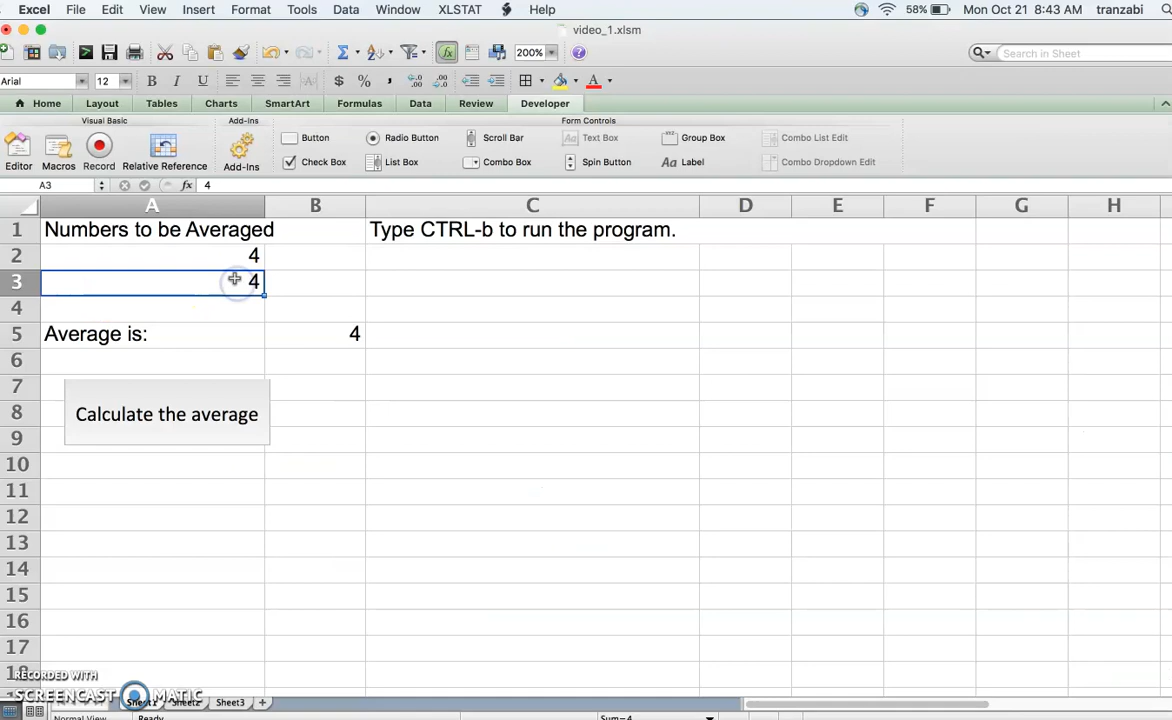 Excel File Edit View Insert Format Tools Data Window XLSTAT Help 58% Mon Oct 21 8:43 AM tranzabi
video_1.xlsm
200% Search in Sheet
Arial 12 B I U $ % ,
Home Layout Tables Charts SmartArt Formulas Data Review Developer
Visual Basic Add-Ins Form Controls
Button Radio Button Scroll Bar Text Box Group Box Combo List Edit
Editor Macros Record Relative Reference Add-Ins Check Box List Box Combo Box Spin Button Label Combo Dropdown Edit
A3 fx 4
A B C D E F G H
1 Numbers to be Averaged Type CTRL-b to run the program.
2 4
3 4
4
5 Average is: 4
6
7
8 Calculate the average
9
10
11
12
13
14
15
16
17
18
RECORDED WITH
SCREENCAST MATIC
Sheet1 Sheet2 Sheet3
Normal View Ready Sum=4